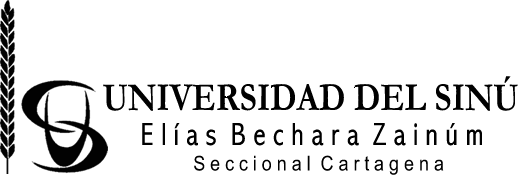 UNIVERSIDAD DEL SINÚ
Elías Bechara Zainúm
Seccional Cartagena